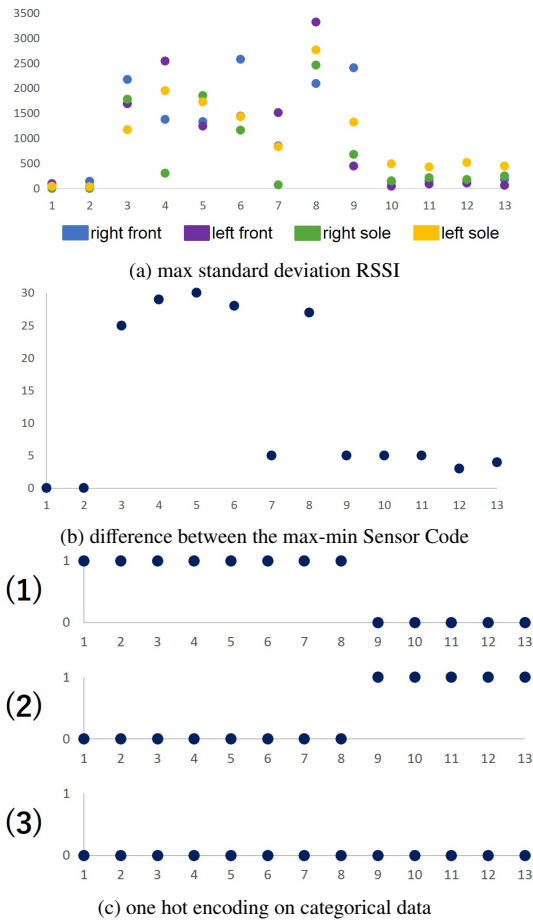 3500
3000
2500
2000
1500
1000
500
0
1 2 3 4 5 6 7 8 9 10 11 12 13
right front left front right sole left sole
(a) max standard deviation RSSI
30
25
20
15
10
5
0
1 2 3 4 5 6 7 8 9 10 11 12 13
(b) difference between the max-min Sensor Code
1
(1)
0
1 2 3 4 5 6 7 8 9 10 11 12 13
1
(2)
0
1 2 3 4 5 6 7 8 9 10 11 12 13
1
(3)
0
1 2 3 4 5 6 7 8 9 10 11 12 13
(c) one hot encoding on categorical data